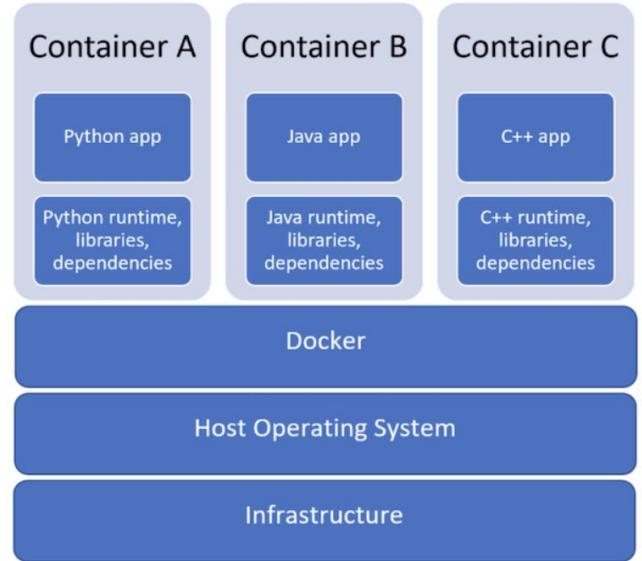 Container A
Container B
Container C
Python app
Java app
C++ app
Python runtime,
libraries,
dependencies
Java runtime,
libraries,
dependencies
C++ runtime,
libraries,
dependencies
Docker
Host Operating System
Infrastructure